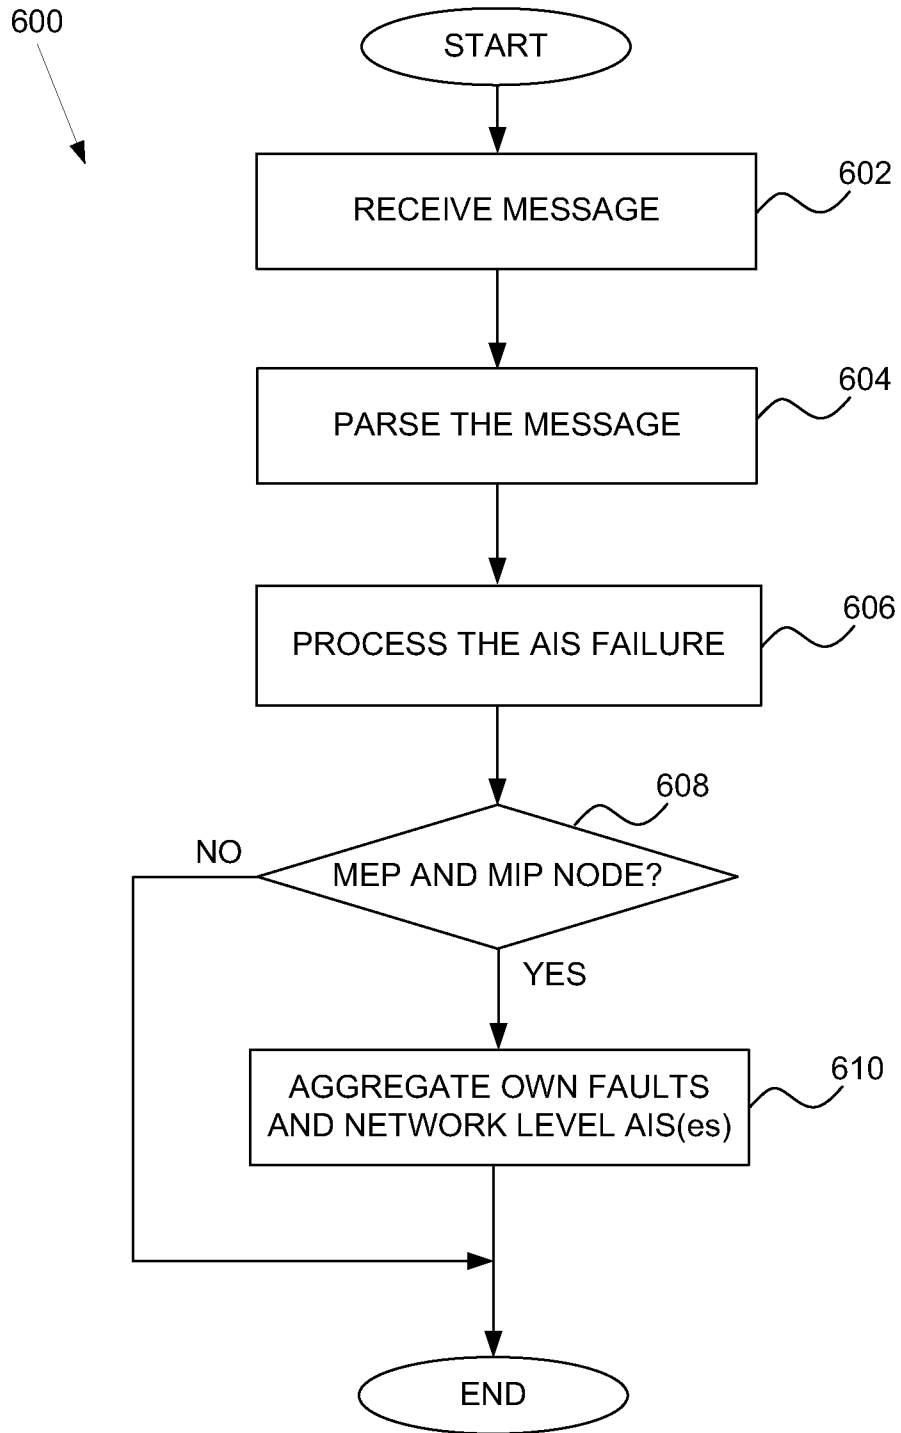 600
START
RECEIVE MESSAGE
602
PARSE THE MESSAGE
604
PROCESS THE AIS FAILURE
606
608
MEP AND MIP NODE?
NO
YES
AGGREGATE OWN FAULTS
AND NETWORK LEVEL AIS(es)
610
END